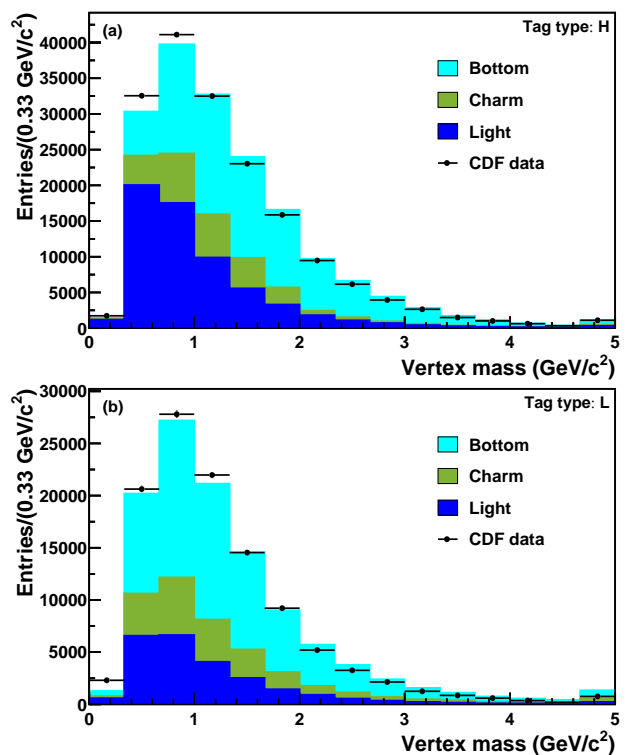 (a)
Tag type: H
Entries/(0.33 GeV/c²)
40000
35000
30000
25000
20000
15000
10000
5000
0
Bottom
Charm
Light
CDF data
0 1 2 3 4 5
Vertex mass (GeV/c²)
(b)
Tag type: L
Entries/(0.33 GeV/c²)
30000
25000
20000
15000
10000
5000
0
Bottom
Charm
Light
CDF data
0 1 2 3 4 5
Vertex mass (GeV/c²)